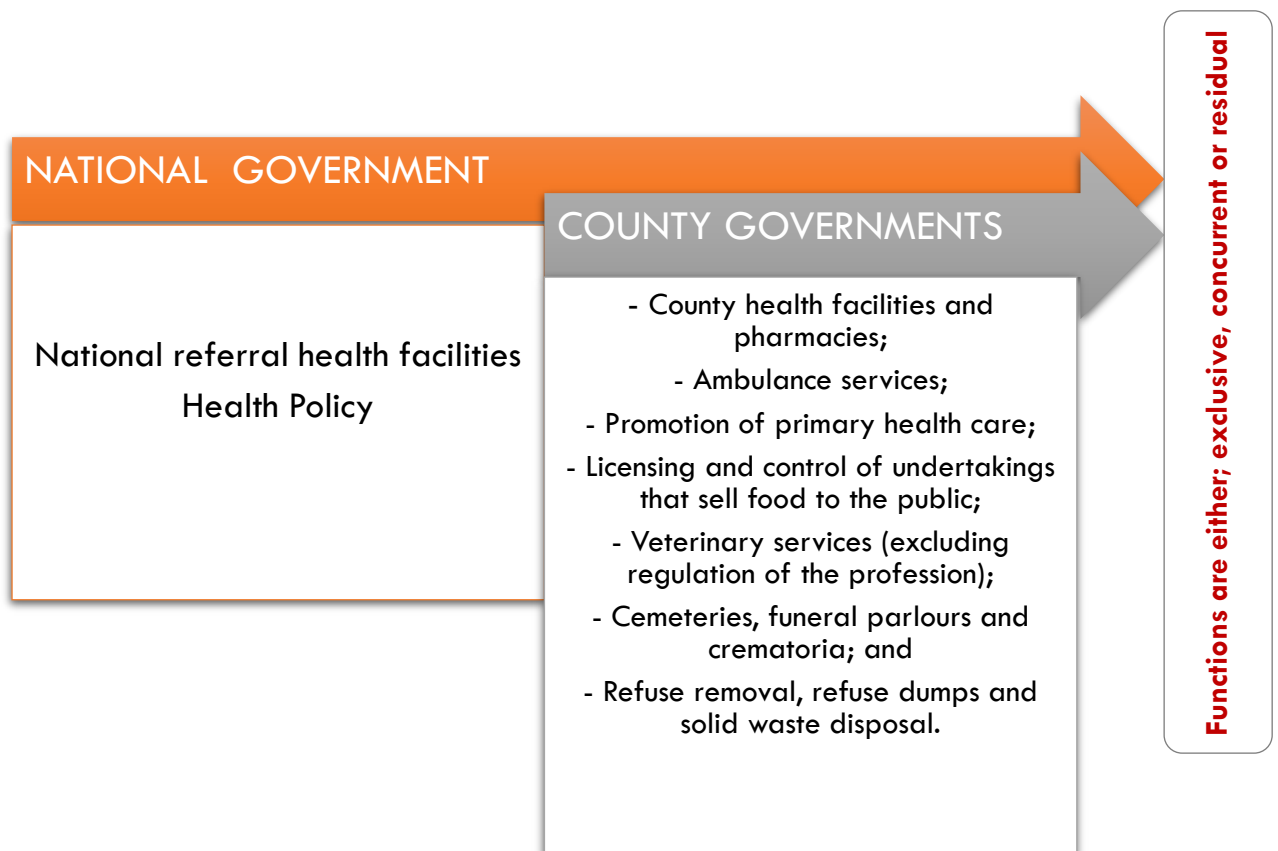 NATIONAL GOVERNMENT
National referral health facilities
Health Policy
COUNTY GOVERNMENTS
- County health facilities and
pharmacies;
- Ambulance services;
- Promotion of primary health care;
- Licensing and control of undertakings
that sell food to the public;
- Veterinary services (excluding
regulation of the profession);
- Cemeteries, funeral parlours and
crematoria; and
- Refuse removal, refuse dumps and
solid waste disposal.
Functions are either; exclusive, concurrent or residual